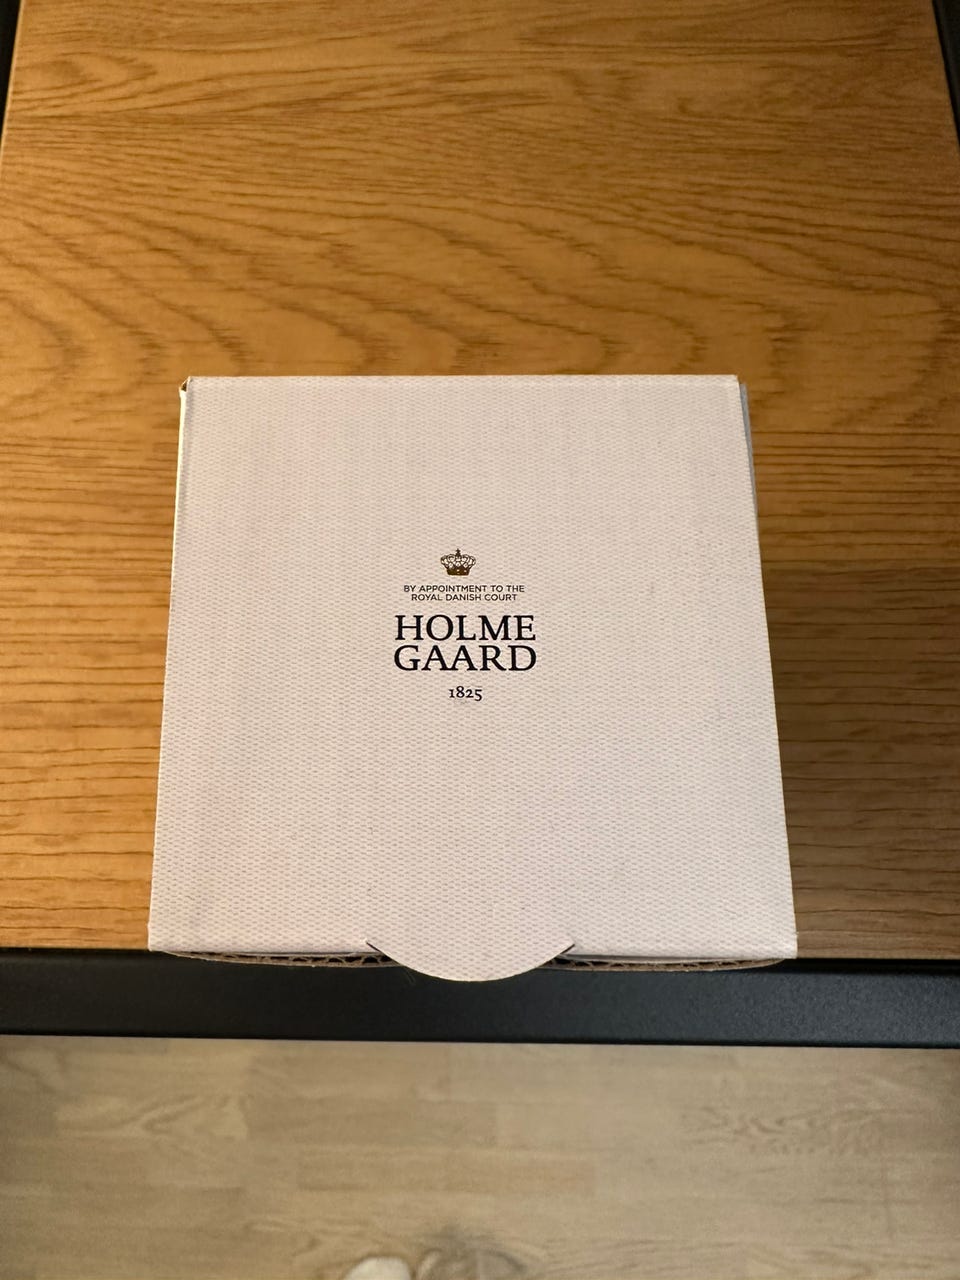 BY APPOINTMENT TO THE
ROYAL DANISH COURT
HOLME
GAARD
1825